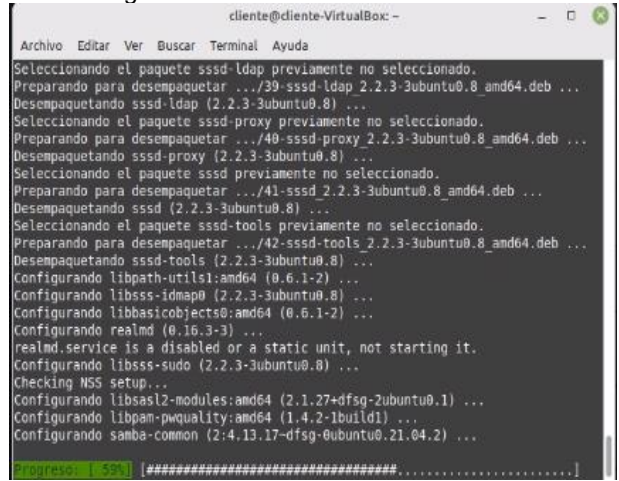 cliente@cliente-VirtualBox: ~
Archivo Editar Ver Buscar Terminal Ayuda
Seleccionando el paquete sssd-ldap previamente no seleccionado.
Preparando para desempaquetar .../39-sssd-ldap_2.2.3-3ubuntu0.8_amd64.deb ...
Desempaquetando sssd-ldap (2.2.3-3ubuntu0.8) ...
Seleccionando el paquete sssd-proxy previamente no seleccionado.
Preparando para desempaquetar .../40-sssd-proxy_2.2.3-3ubuntu0.8_amd64.deb ...
Desempaquetando sssd-proxy (2.2.3-3ubuntu0.8) ...
Seleccionando el paquete sssd previamente no seleccionado.
Preparando para desempaquetar .../41-sssd_2.2.3-3ubuntu0.8_amd64.deb ...
Desempaquetando sssd (2.2.3-3ubuntu0.8) ...
Seleccionando el paquete sssd-tools previamente no seleccionado.
Preparando para desempaquetar .../42-sssd-tools_2.2.3-3ubuntu0.8_amd64.deb ...
Desempaquetando sssd-tools (2.2.3-3ubuntu0.8) ...
Configurando libpath-utils1:amd64 (0.6.1-2) ...
Configurando libsss-idmap0 (2.2.3-3ubuntu0.8) ...
Configurando libbasicobjects0:amd64 (0.6.1-2) ...
Configurando realmd (0.16.3-3) ...
realmd.service is a disabled or a static unit, not starting it.
Configurando libsss-sudo (2.2.3-3ubuntu0.8) ...
Checking NSS setup...
Configurando libsasl2-modules:amd64 (2.1.27+dfsg-2ubuntu0.1) ...
Configurando libpam-pwquality:amd64 (1.4.2-1build1) ...
Configurando samba-common (2:4.13.17~dfsg-0ubuntu0.21.04.2) ...
Progreso: [ 59%] [##################################........................]